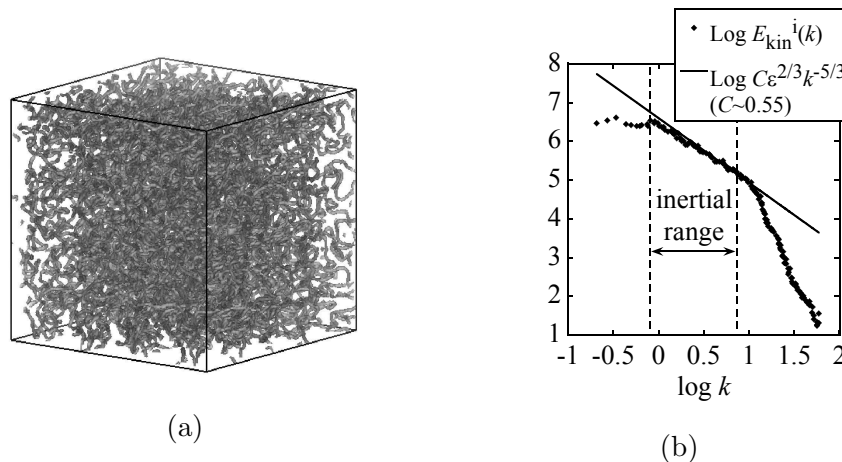 Log E_kin^i(k)
Log Cε^2/3 k^-5/3
(C~0.55)
8
7
6
5
4
3
2
1
inertial
range
-1 -0.5 0 0.5 1 1.5 2
log k
(a)
(b)